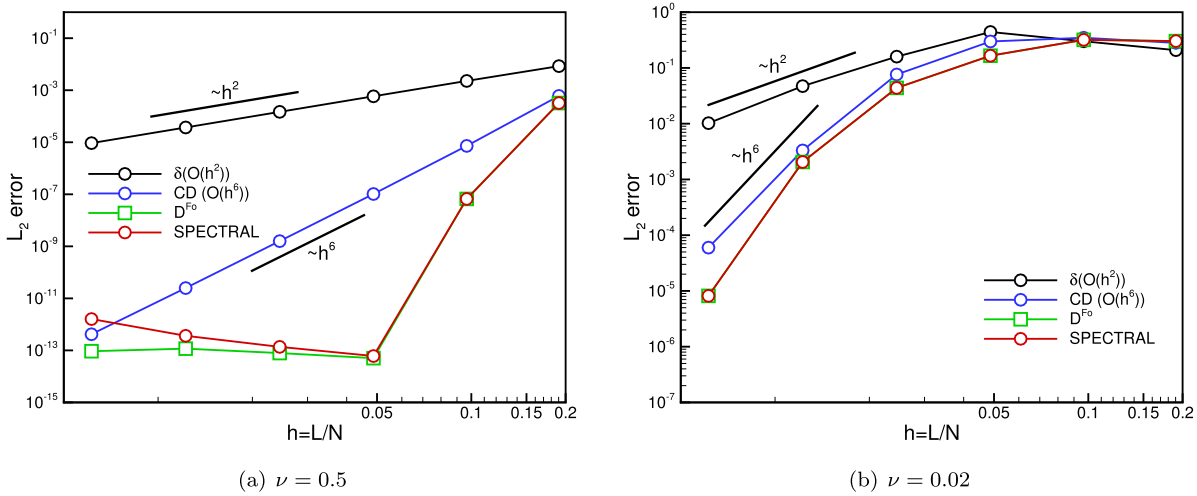 10^-1
10^-3
10^-5
10^-7
10^-9
10^-11
10^-13
10^-15
L_2 error
~h^2
δ(O(h^2))
CD (O(h^6))
D^Fo
SPECTRAL
~h^6
0.05
0.1
0.15
0.2
h=L/N
(a) ν = 0.5
10^0
10^-1
10^-2
10^-3
10^-4
10^-5
10^-6
10^-7
L_2 error
~h^2
~h^6
δ(O(h^2))
CD (O(h^6))
D^Fo
SPECTRAL
0.05
0.1
0.15
0.2
h=L/N
(b) ν = 0.02